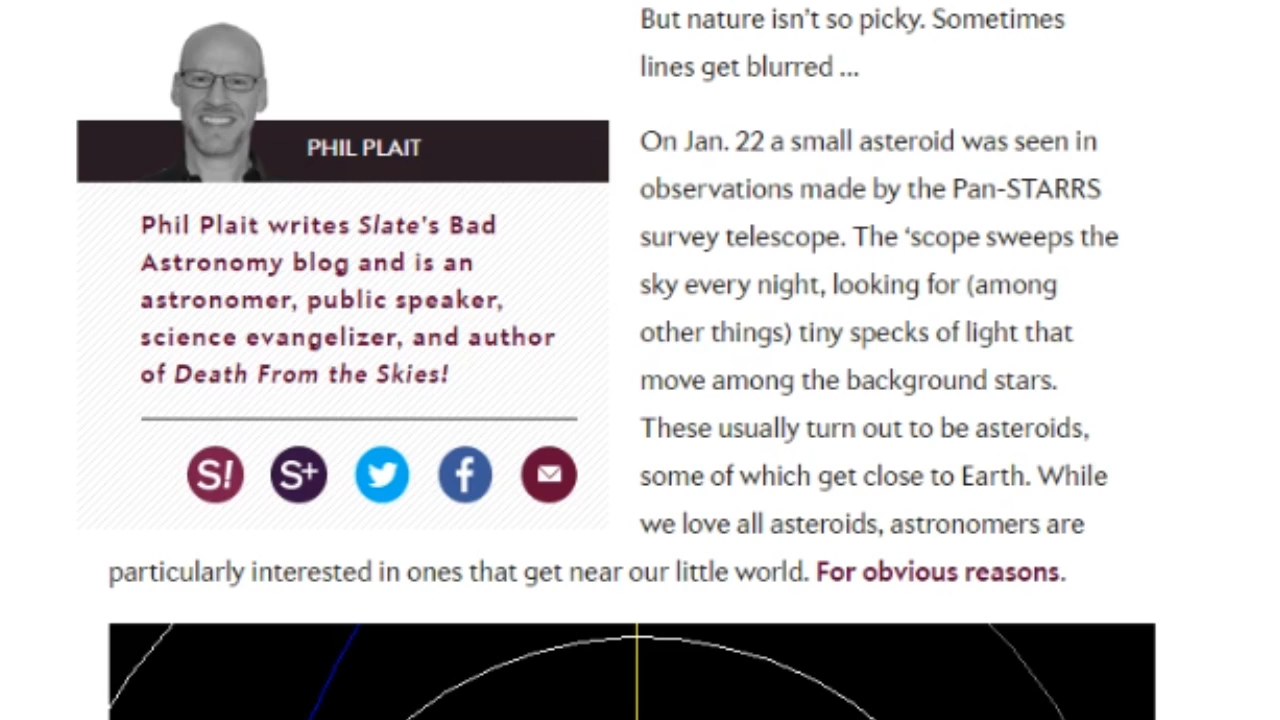 PHIL PLAIT
Phil Plait writes Slate's Bad
Astronomy blog and is an
astronomer, public speaker,
science evangelizer, and author
of Death From the Skies!
S! S+ f
But nature isn't so picky. Sometimes
lines get blurred ...
On Jan. 22 a small asteroid was seen in
observations made by the Pan-STARRS
survey telescope. The ‘scope sweeps the
sky every night, looking for (among
other things) tiny specks of light that
move among the background stars.
These usually turn out to be asteroids,
some of which get close to Earth. While
we love all asteroids, astronomers are
particularly interested in ones that get near our little world. For obvious reasons.